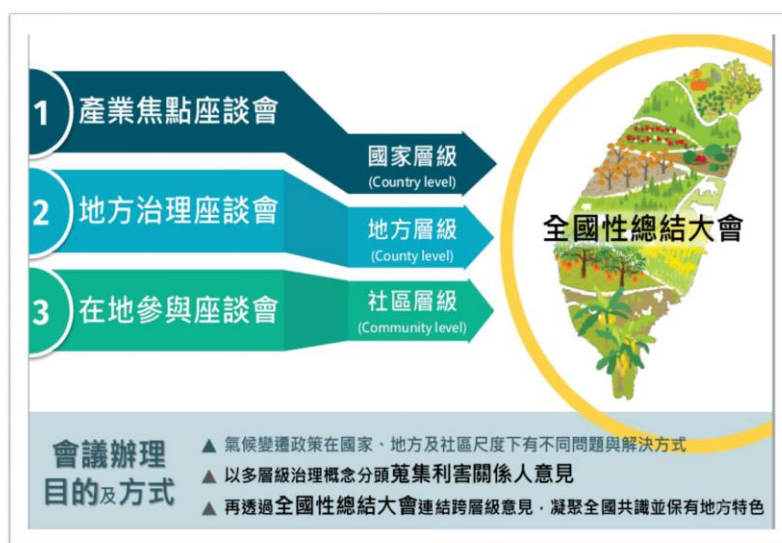 1
產業焦點座談會
國家層級
(Country level)
2
地方治理座談會
地方層級
(County level)
3
在地參與座談會
社區層級
(Community level)
全國性總結大會
會議辦理
目的及方式
▲ 氣候變遷政策在國家、地方及社區尺度下有不同問題與解決方式
▲ 以多層級治理概念分頭蒐集利害關係人意見
▲ 再透過全國性總結大會連結跨層級意見，凝聚全國共識並保有地方特色